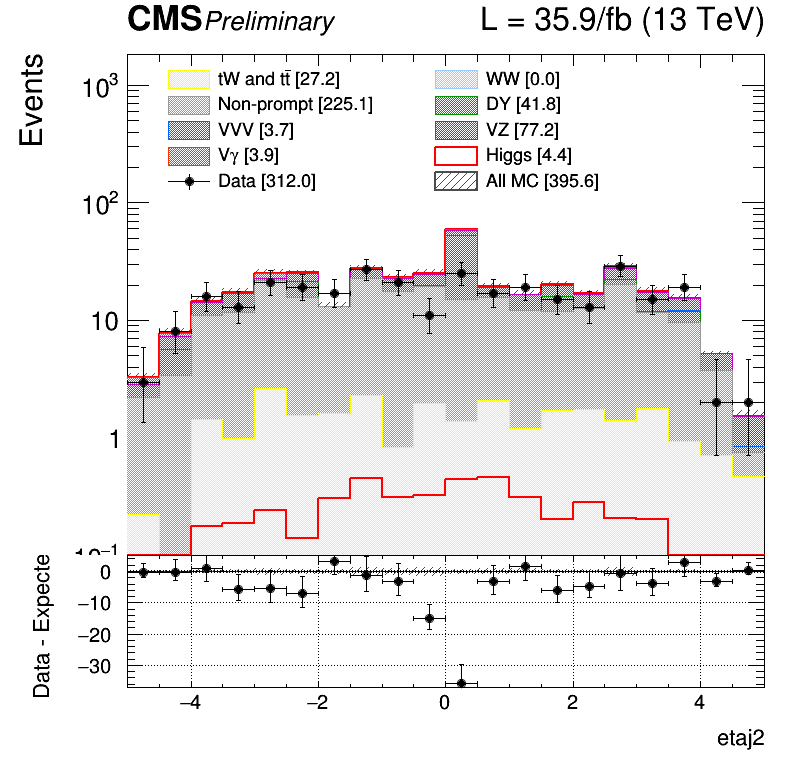 CMS Preliminary L = 35.9/fb (13 TeV)
Events
tW and tt̄ [27.2] WW [0.0]
Non-prompt [225.1] DY [41.8]
VVV [3.7] VZ [77.2]
Vγ [3.9] Higgs [4.4]
Data [312.0] All MC [395.6]
10³
10²
10
1
10⁻¹
Data - Expecte
0
−10
−20
−30
−4 −2 0 2 4
etaj2